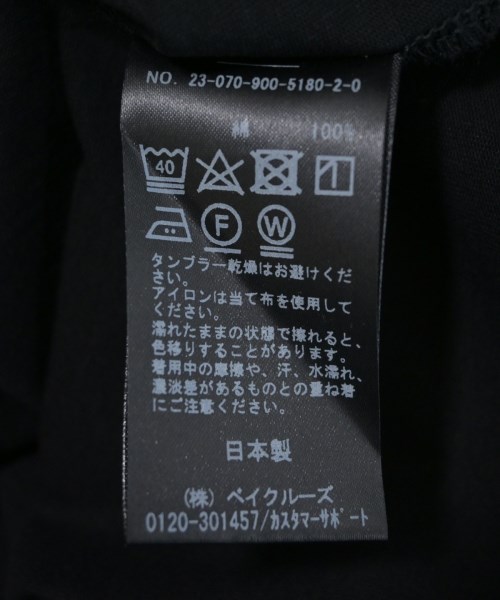 NO. 23-070-900-5180-2-0
綿 100%
40
F W
タンブラー乾燥はお避けくだ
さい。
アイロンは当て布を使用して
ください。
濡れたままの状態で擦れると、
色移りすることがあります。
着用中の摩擦や、汗、水濡れ、
濃淡差があるものとの重ね着
にご注意ください。
日本製
(株) ベイクルーズ
0120-301457/ｶｽﾀﾏｰｻﾎﾟｰﾄ